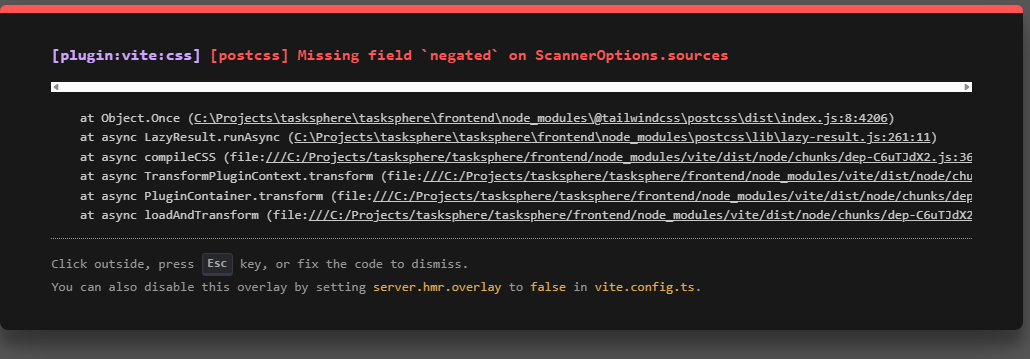 [plugin:vite:css] [postcss] Missing field `negated` on ScannerOptions.sources
at Object.Once (C:\Projects\tasksphere\tasksphere\frontend\node_modules\@tailwindcss\postcss\dist\index.js:8:4206)
at async LazyResult.runAsync (C:\Projects\tasksphere\tasksphere\frontend\node_modules\postcss\lib\lazy-result.js:261:11)
at async compileCSS (file:///C:/Projects/tasksphere/tasksphere/frontend/node_modules/vite/dist/node/chunks/dep-C6uTJdX2.js:36
at async TransformPluginContext.transform (file:///C:/Projects/tasksphere/tasksphere/frontend/node_modules/vite/dist/node/chu
at async PluginContainer.transform (file:///C:/Projects/tasksphere/tasksphere/frontend/node_modules/vite/dist/node/chunks/dep
at async loadAndTransform (file:///C:/Projects/tasksphere/tasksphere/frontend/node_modules/vite/dist/node/chunks/dep-C6uTJdX2
Click outside, press Esc key, or fix the code to dismiss.
You can also disable this overlay by setting server.hmr.overlay to false in vite.config.ts.